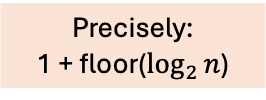 Precisely:
1 + floor(log₂ n)